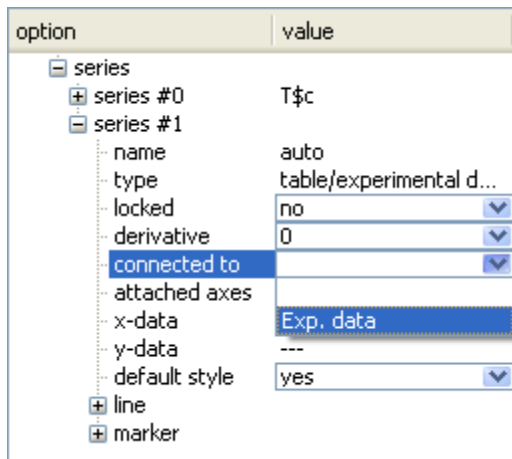 option value
series
series #0 T$c
series #1
name auto
type table/experimental d...
locked no
derivative 0
connected to
attached axes
x-data Exp. data
y-data ---
default style yes
line
marker